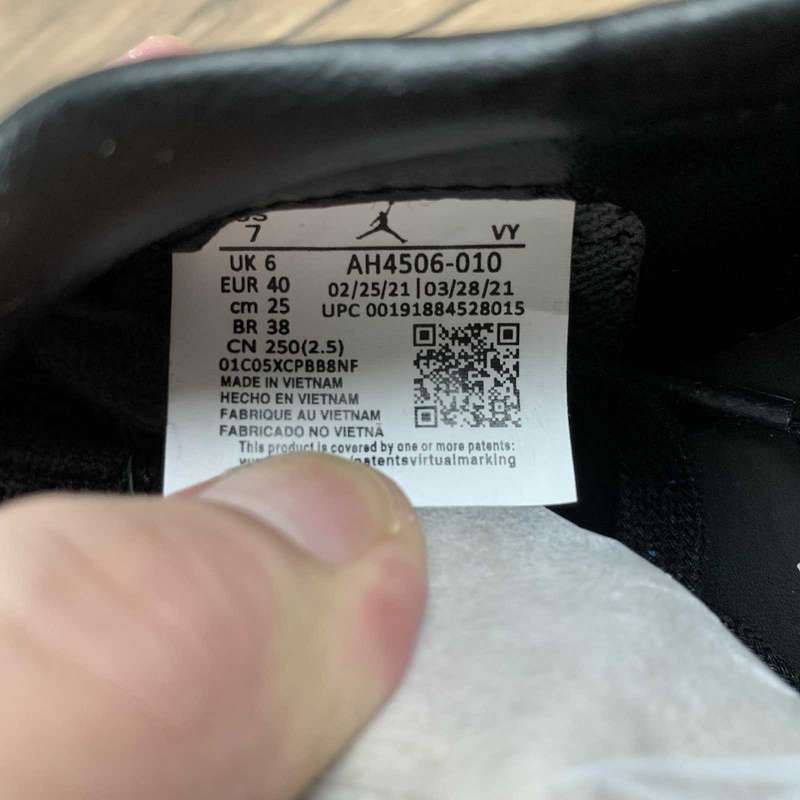 7 VY
UK 6
EUR 40
cm 25
BR 38
CN 250(2.5)
AH4506-010
02/25/21|03/28/21
UPC 00191884528015
01C05XCPBB8NF
MADE IN VIETNAM
HECHO EN VIETNAM
FABRIQUE AU VIETNAM
FABRICADO NO VIETNÃ
This product is covered by one or more patents:
/patentsvirtualmarking